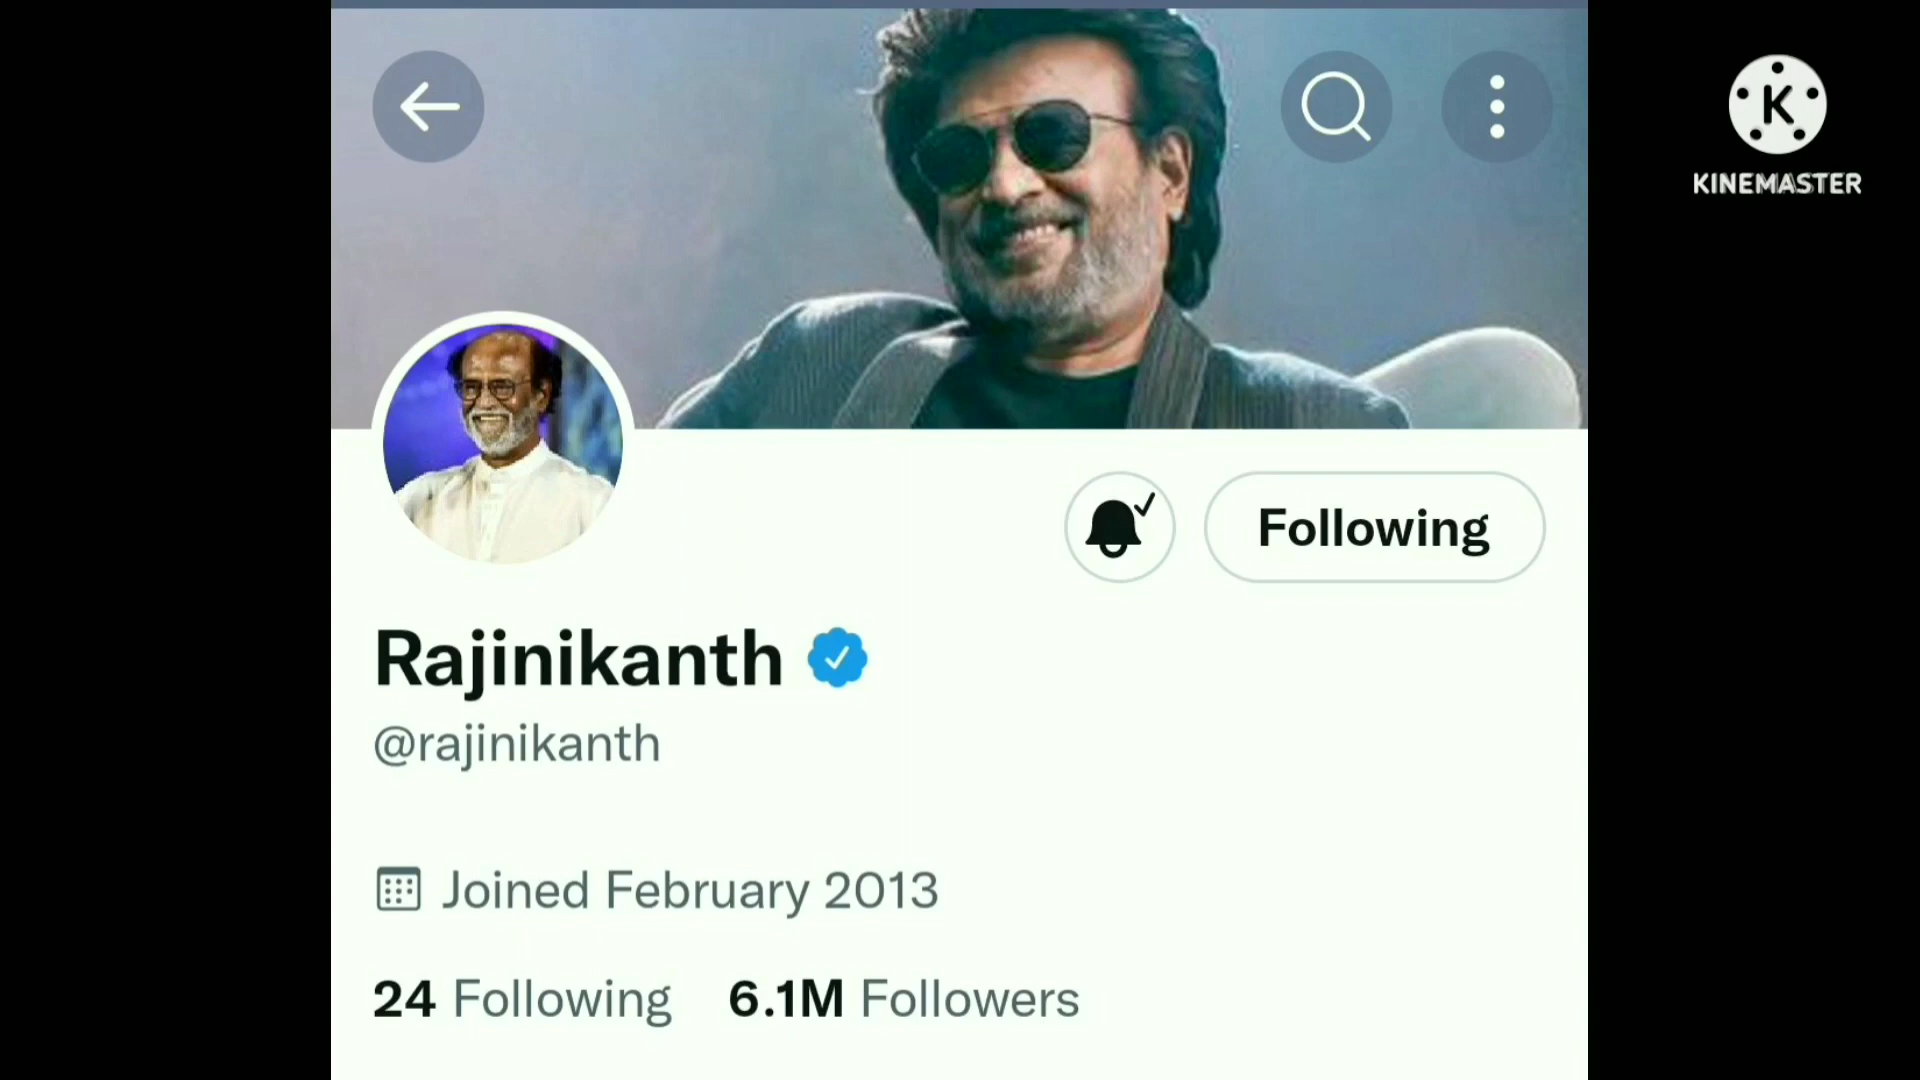 K
KINEMASTER
Following
Rajinikanth
@rajinikanth
Joined February 2013
24 Following 6.1M Followers